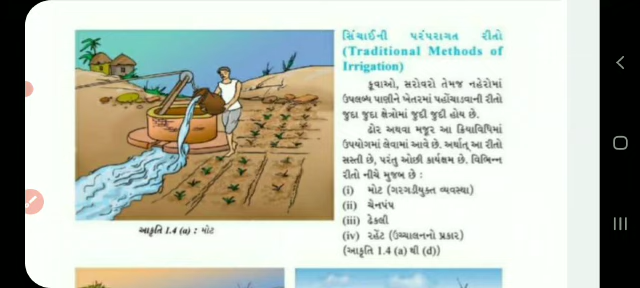 સિંચાઈની પરંપરાગત રીતો
(Traditional Methods of
Irrigation)
કૂવાઓ, સરોવરો તેમજ નહેરોમાં
ઉપલબ્ધ પાણીને ખેતરમાં પહોંચાડવાની રીતો
જુદા જુદા ક્ષેત્રોમાં જુદી જુદી હોય છે.
ઢોર અથવા મજૂર આ ક્રિયાવિધિમાં
ઉપયોગમાં લેવામાં આવે છે. અર્થાત્ આ રીતો
સસ્તી છે, પરંતુ ઓછી કાર્યક્ષમ છે. વિભિન્ન
રીતો નીચે મુજબ છે :
(i) મોટ (ગરગડીયુક્ત વ્યવસ્થા)
(ii) ચેનપંપ
(iii) ઢેકલી
(iv) રહેંટ (ઉચ્ચાલનનો પ્રકાર)
(આકૃતિ 1.4 (a) થી (d))
આકૃતિ 1.4 (a) : મોટ